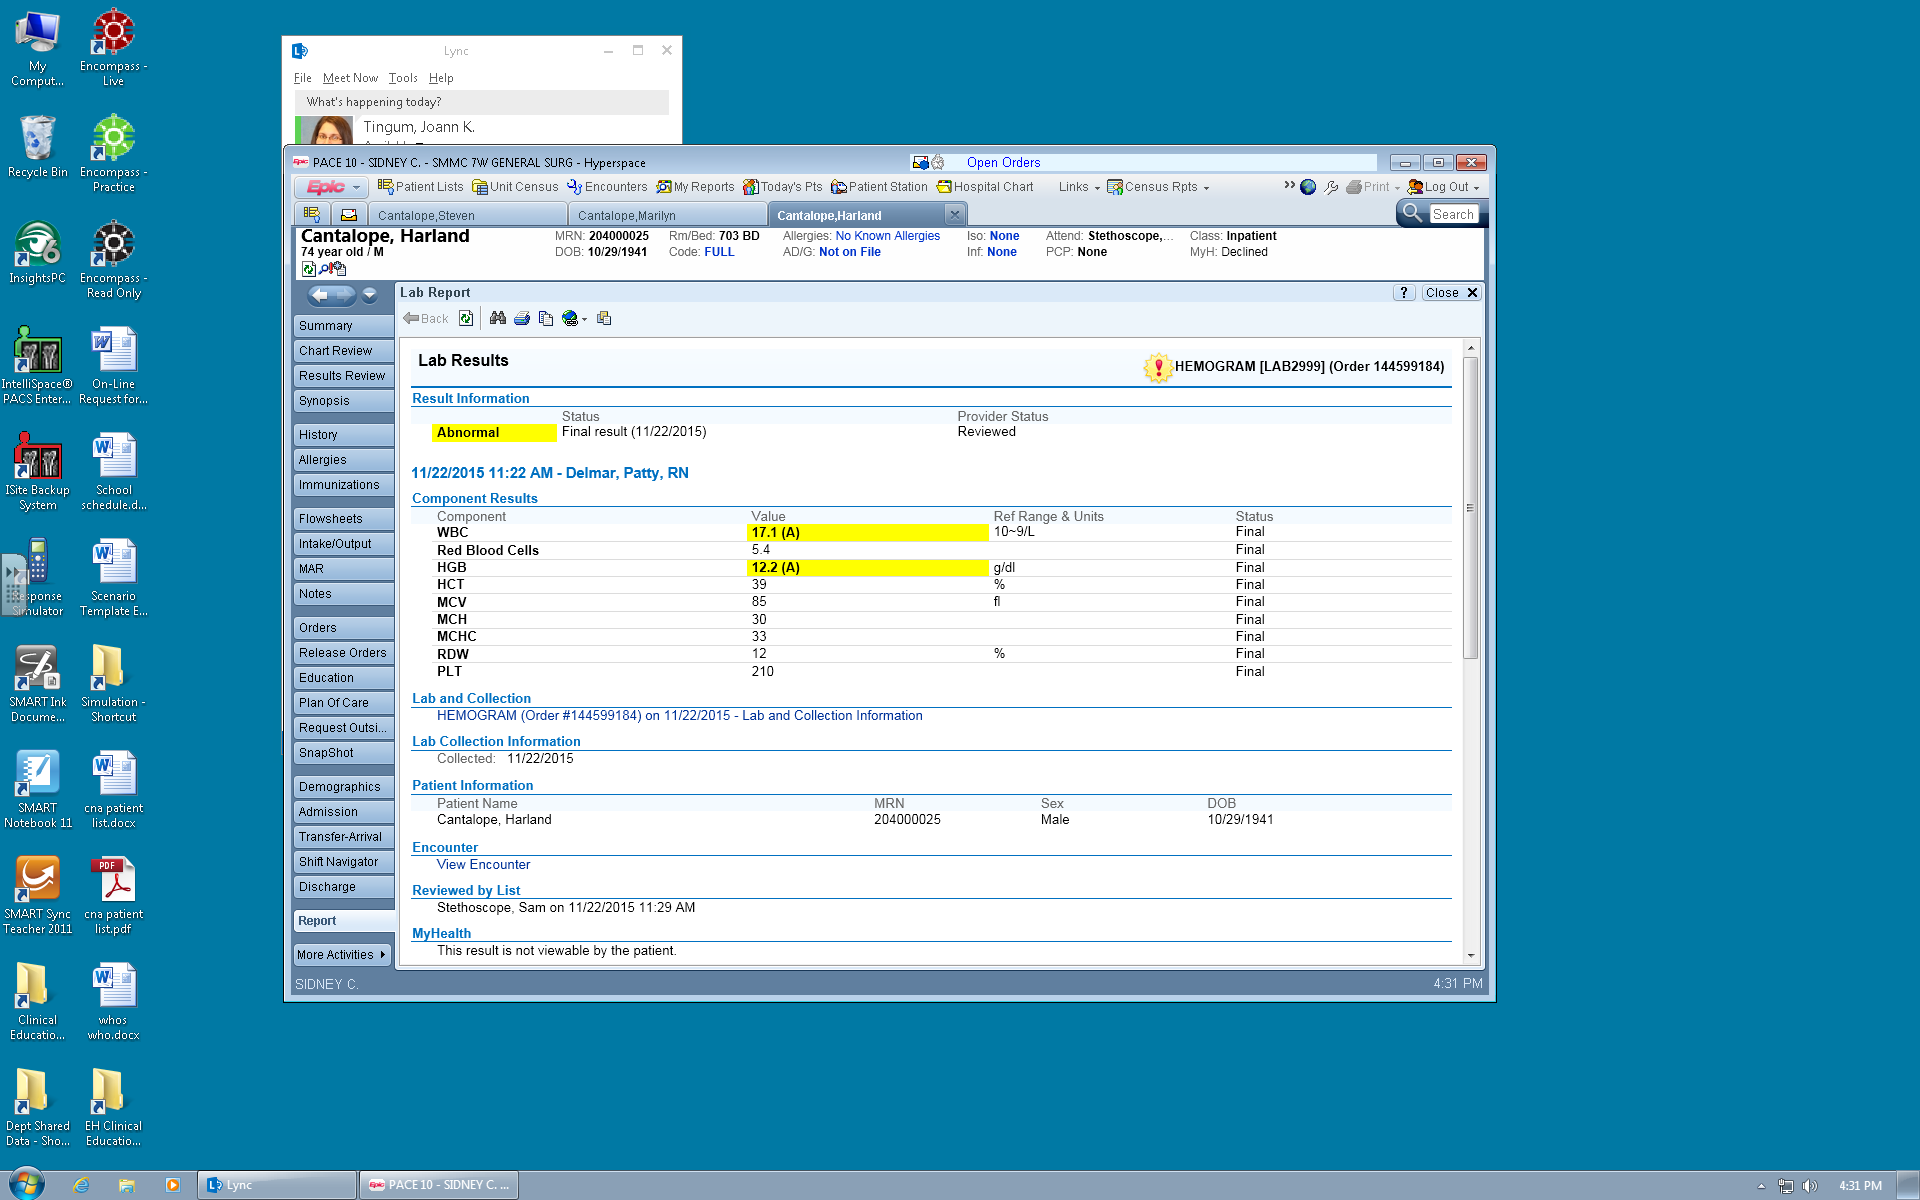 My Comput...
Encompass - Live
Recycle Bin
Encompass - Practice
InsightsPC
Encompass - Read Only
IntelliSpace® PACS Enter...
On-Line Request for...
ISite Backup System
School schedule.d...
Response Simulator
Scenario Template E...
SMART Ink Docume...
Simulation - Shortcut
SMART Notebook 11
cna patient list.docx
SMART Sync Teacher 2011
PDF
cna patient list.pdf
Clinical Educatio...
whos who.docx
Dept Shared Data - Sho...
EH Clinical Educatio...
Lync
File Meet Now Tools Help
What's happening today?
Tingum, Joann K.
Epic PACE 10 - SIDNEY C. - SMMC 7W GENERAL SURG - Hyperspace
Open Orders
Epic Patient Lists Unit Census Encounters My Reports Today's Pts Patient Station Hospital Chart Links Census Rpts » Print Log Out
Cantalope,Steven Cantalope,Marilyn Cantalope,Harland Search
Cantalope, Harland MRN: 204000025 Rm/Bed: 703 BD Allergies: No Known Allergies Iso: None Attend: Stethoscope,... Class: Inpatient
74 year old / M DOB: 10/29/1941 Code: FULL AD/G: Not on File Inf: None PCP: None MyH: Declined
Lab Report ? Close X
Back
Summary
Chart Review
Results Review
Synopsis
History
Allergies
Immunizations
Flowsheets
Intake/Output
MAR
Notes
Orders
Release Orders
Education
Plan Of Care
Request Outsi...
SnapShot
Demographics
Admission
Transfer-Arrival
Shift Navigator
Discharge
Report
More Activities
Lab Results
HEMOGRAM [LAB2999] (Order 144599184)
Result Information
Status Provider Status
Abnormal Final result (11/22/2015) Reviewed
11/22/2015 11:22 AM - Delmar, Patty, RN
Component Results
Component Value Ref Range & Units Status
WBC 17.1 (A) 10~9/L Final
Red Blood Cells 5.4 Final
HGB 12.2 (A) g/dl Final
HCT 39 % Final
MCV 85 fl Final
MCH 30 Final
MCHC 33 Final
RDW 12 % Final
PLT 210 Final
Lab and Collection
HEMOGRAM (Order #144599184) on 11/22/2015 - Lab and Collection Information
Lab Collection Information
Collected: 11/22/2015
Patient Information
Patient Name MRN Sex DOB
Cantalope, Harland 204000025 Male 10/29/1941
Encounter
View Encounter
Reviewed by List
Stethoscope, Sam on 11/22/2015 11:29 AM
MyHealth
This result is not viewable by the patient.
SIDNEY C. 4:31 PM
Lync
Epic PACE 10 - SIDNEY C. ...
4:31 PM